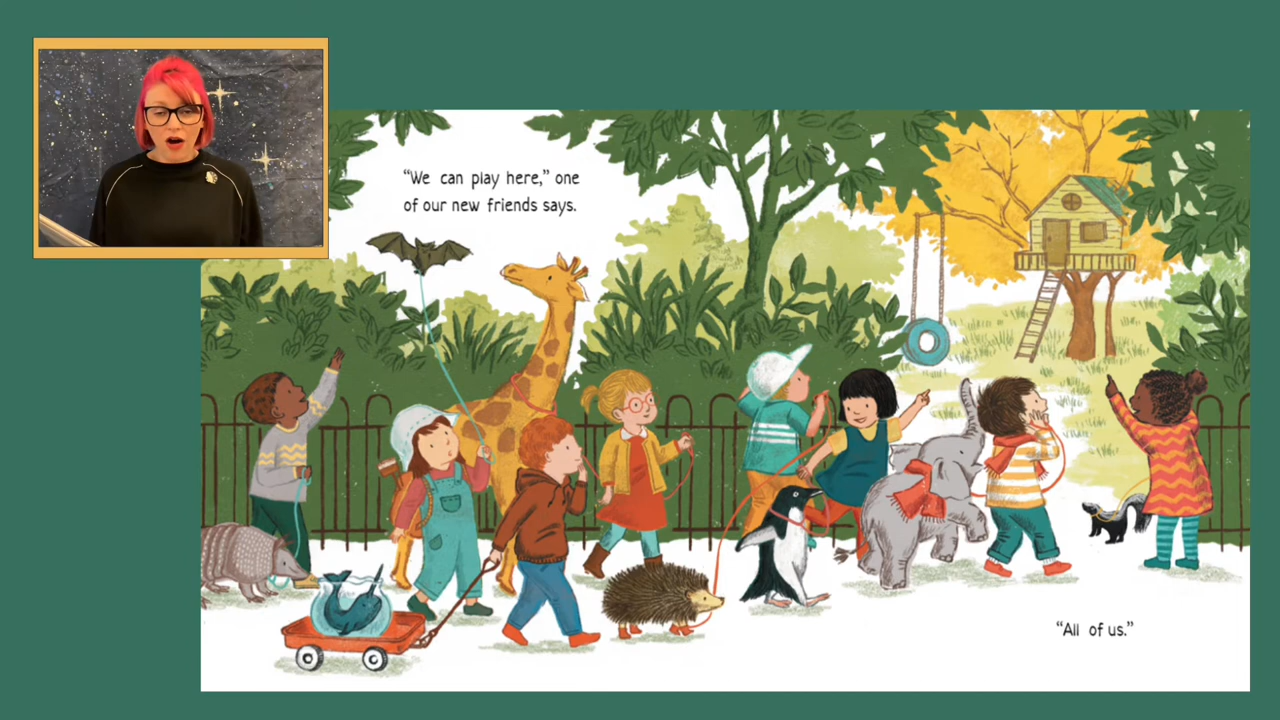 “We can play here,” one
of our new friends says.
“All of us.”